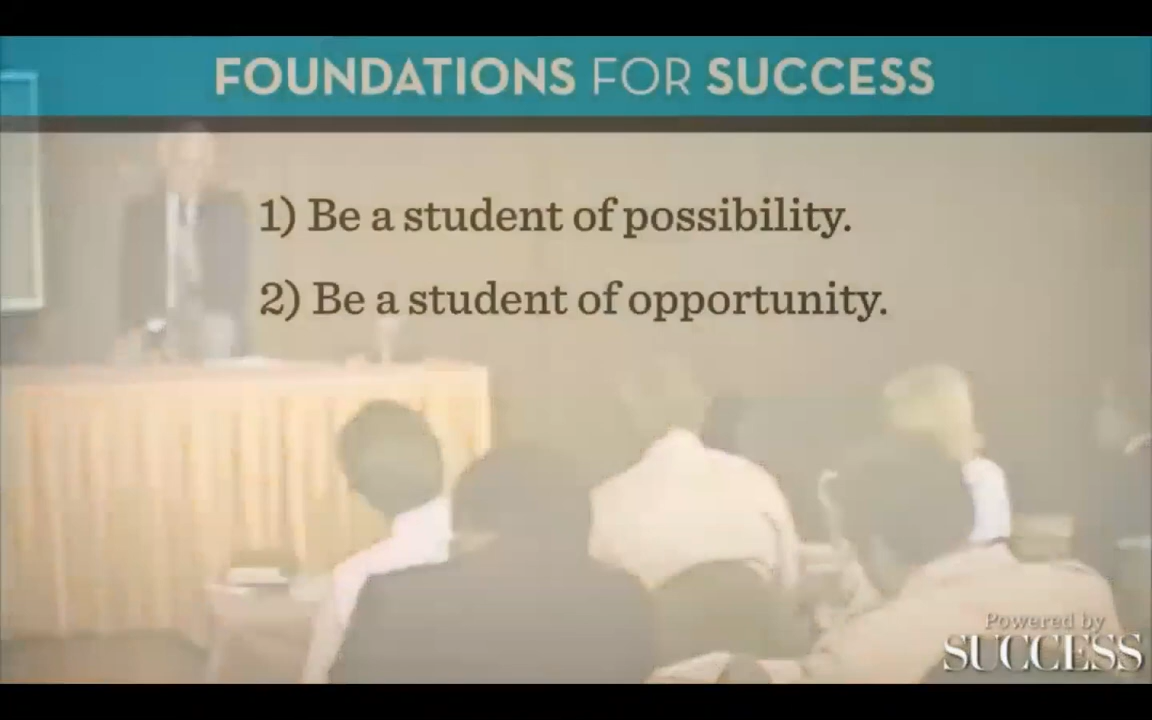 FOUNDATIONS FOR SUCCESS
1) Be a student of possibility.
2) Be a student of opportunity.
Powered by
SUCCESS